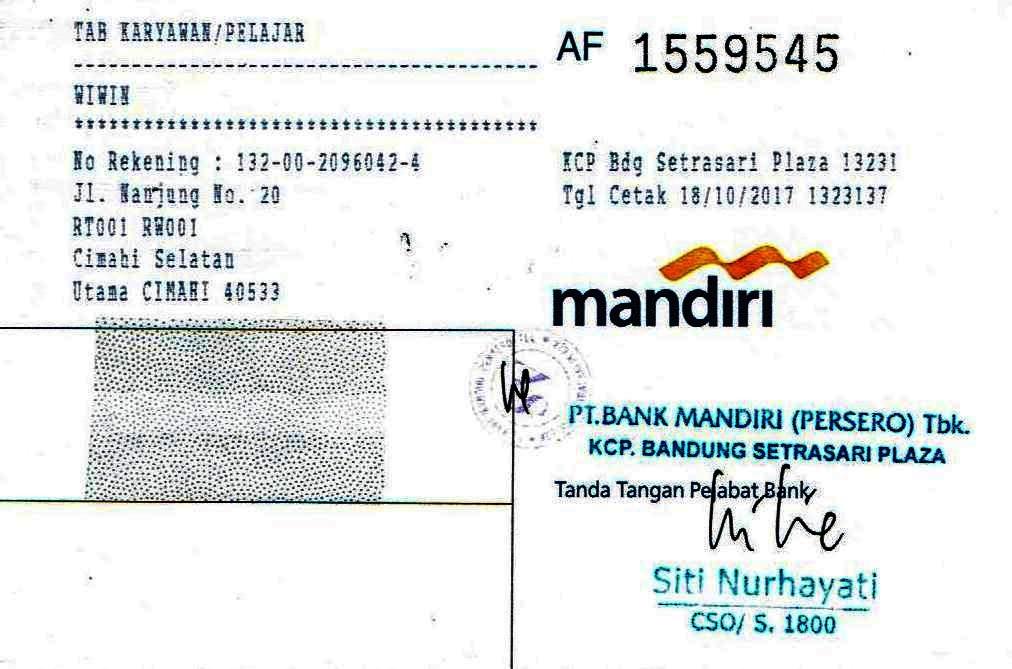 TAB KARYAWAN/PELAJAR
WIWIN
No Rekening : 132-00-2096042-4
Jl. Nanjung No. 20
RT001 RW001
Cimahi Selatan
Utama CIMAHI 40533
AF 1559545
KCP Bdg Setrasari Plaza 13231
Tgl Cetak 18/10/2017 1323137
mandiri
PT.BANK MANDIRI (PERSERO) Tbk.
KCP. BANDUNG SETRASARI PLAZA
Tanda Tangan Pejabat Bank
Siti Nurhayati
CSO/ S. 1800